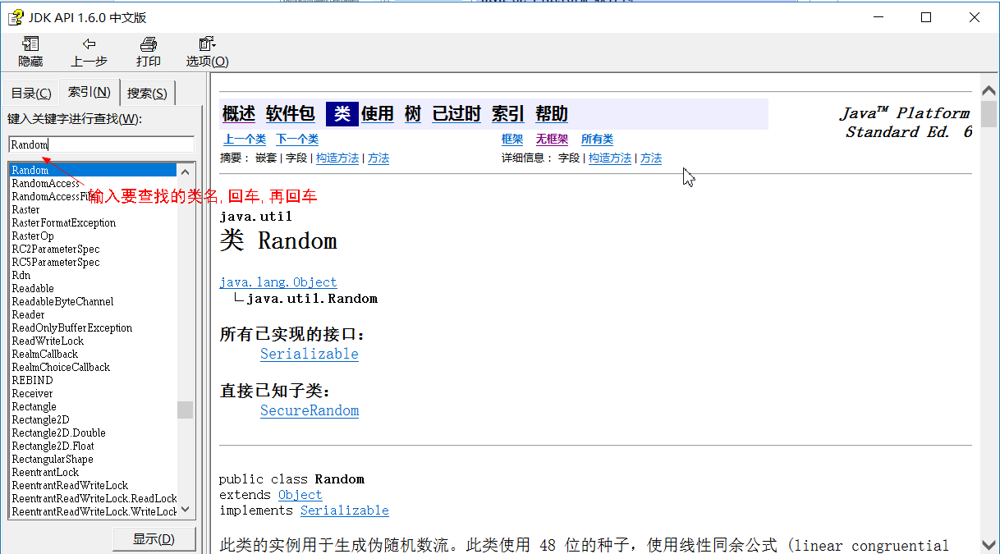 JDK API 1.6.0 中文版
隐藏 上一步 打印 选项(O)
目录(C) 索引(N) 搜索(S)
键入关键字进行查找(W):
Random
Random
RandomAccess
RandomAccessFile
Raster
RasterFormatException
RasterOp
RC2ParameterSpec
RC5ParameterSpec
Rdn
Readable
ReadableByteChannel
Reader
ReadOnlyBufferException
ReadWriteLock
RealmCallback
RealmChoiceCallback
REBIND
Receiver
Rectangle
Rectangle2D
Rectangle2D.Double
Rectangle2D.Float
RectangularShape
ReentrantLock
ReentrantReadWriteLock
ReentrantReadWriteLock.ReadLock
ReentrantReadWriteLock.WriteLock
显示(D)
输入要查找的类名, 回车, 再回车
概述 软件包 类 使用 树 已过时 索引 帮助
Java™ Platform
Standard Ed. 6
上一个类 下一个类 框架 无框架 所有类
摘要： 嵌套 | 字段 | 构造方法 | 方法 详细信息： 字段 | 构造方法 | 方法
java.util
类 Random
java.lang.Object
java.util.Random
所有已实现的接口：
Serializable
直接已知子类：
SecureRandom
public class Random
extends Object
implements Serializable
此类的实例用于生成伪随机数流。此类使用 48 位的种子，使用线性同余公式 (linear congruential